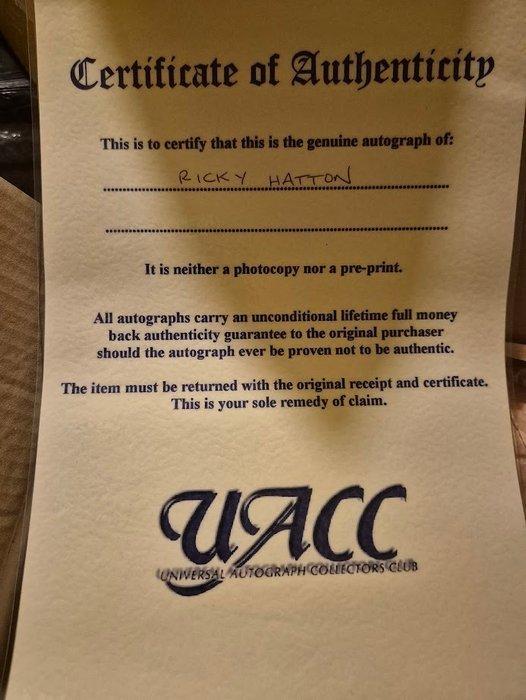 Certificate of Authenticity
This is to certify that this is the genuine autograph of:
RICKY HATTON
It is neither a photocopy nor a pre-print.
All autographs carry an unconditional lifetime full money
back authenticity guarantee to the original purchaser
should the autograph ever be proven not to be authentic.
The item must be returned with the original receipt and certificate.
This is your sole remedy of claim.
UACC
UNIVERSAL AUTOGRAPH COLLECTORS CLUB